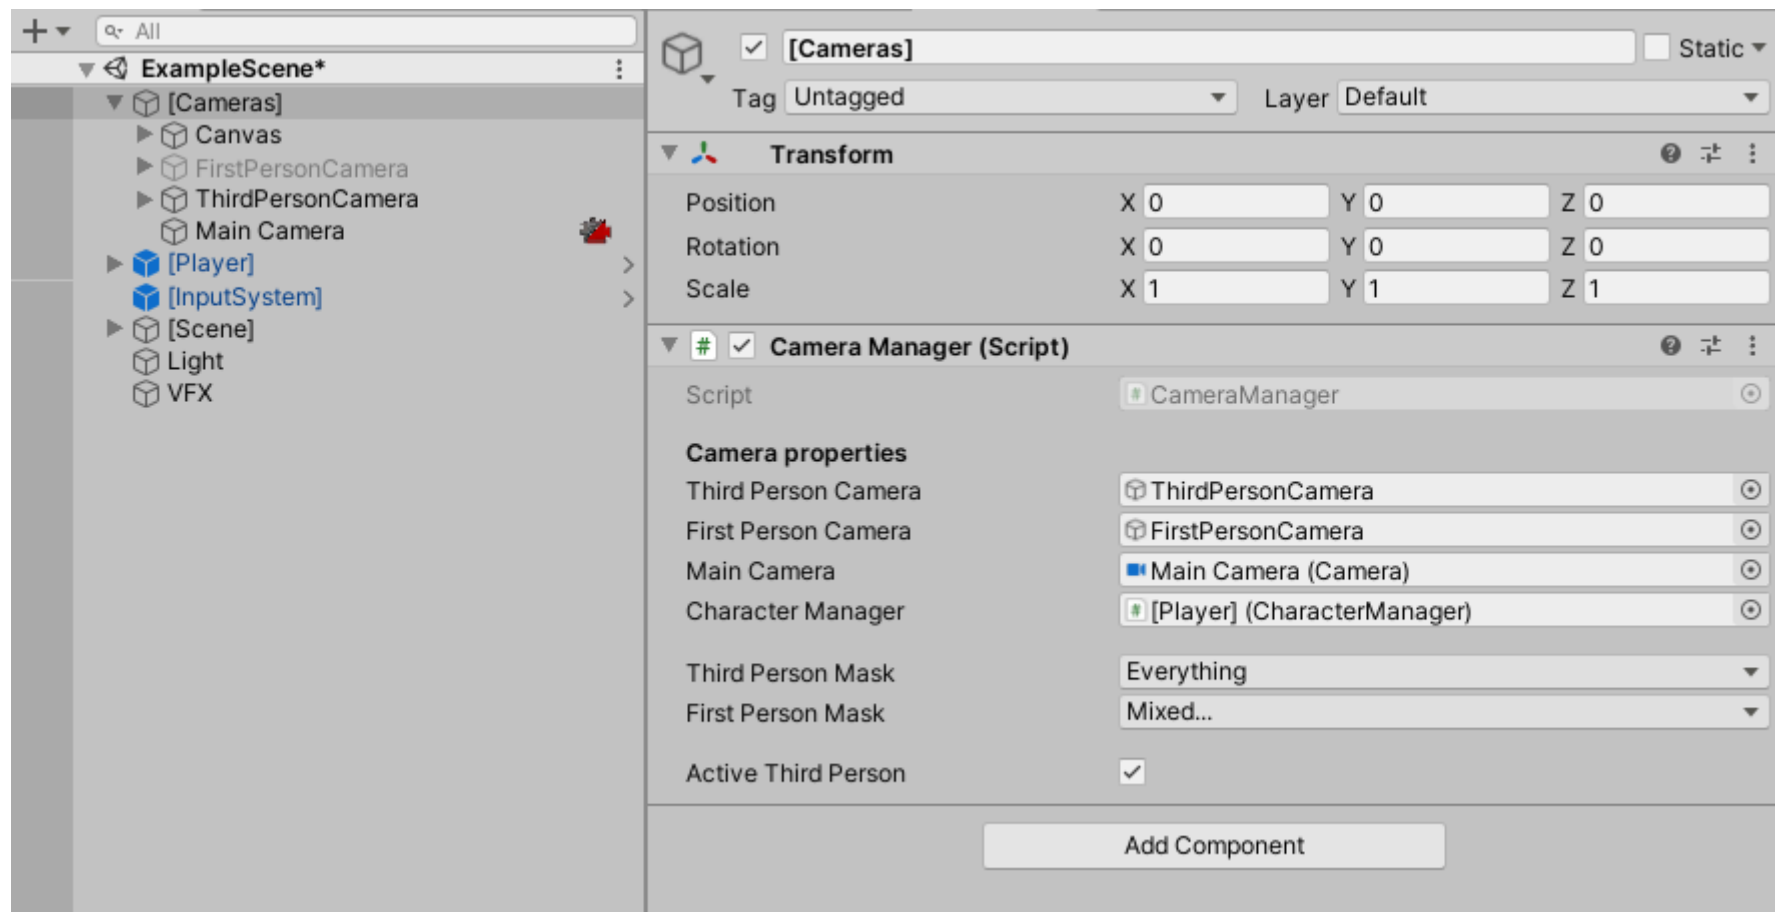 All
ExampleScene*
[Cameras]
Canvas
FirstPersonCamera
ThirdPersonCamera
Main Camera
[Player]
[InputSystem]
[Scene]
Light
VFX
[Cameras] Static
Tag Untagged Layer Default
Transform
Position X 0 Y 0 Z 0
Rotation X 0 Y 0 Z 0
Scale X 1 Y 1 Z 1
# Camera Manager (Script)
Script # CameraManager
Camera properties
Third Person Camera ThirdPersonCamera
First Person Camera FirstPersonCamera
Main Camera Main Camera (Camera)
Character Manager # [Player] (CharacterManager)
Third Person Mask Everything
First Person Mask Mixed...
Active Third Person
Add Component